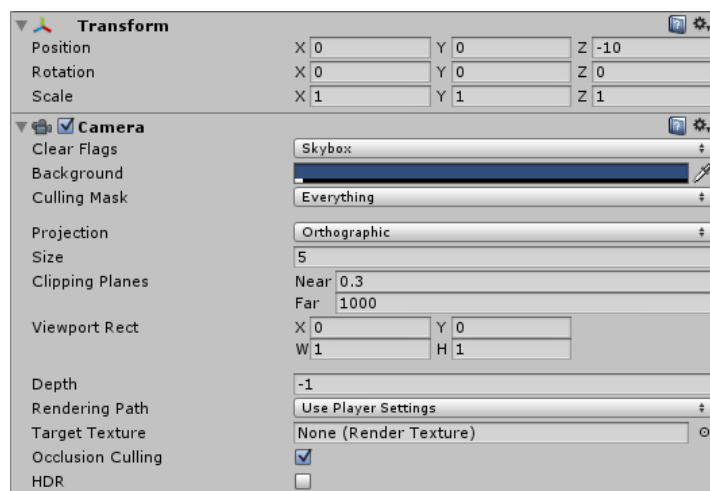 Transform
Position X 0 Y 0 Z -10
Rotation X 0 Y 0 Z 0
Scale X 1 Y 1 Z 1
Camera
Clear Flags Skybox
Background
Culling Mask Everything
Projection Orthographic
Size 5
Clipping Planes Near 0.3
Far 1000
Viewport Rect X 0 Y 0
W 1 H 1
Depth -1
Rendering Path Use Player Settings
Target Texture None (Render Texture)
Occlusion Culling
HDR